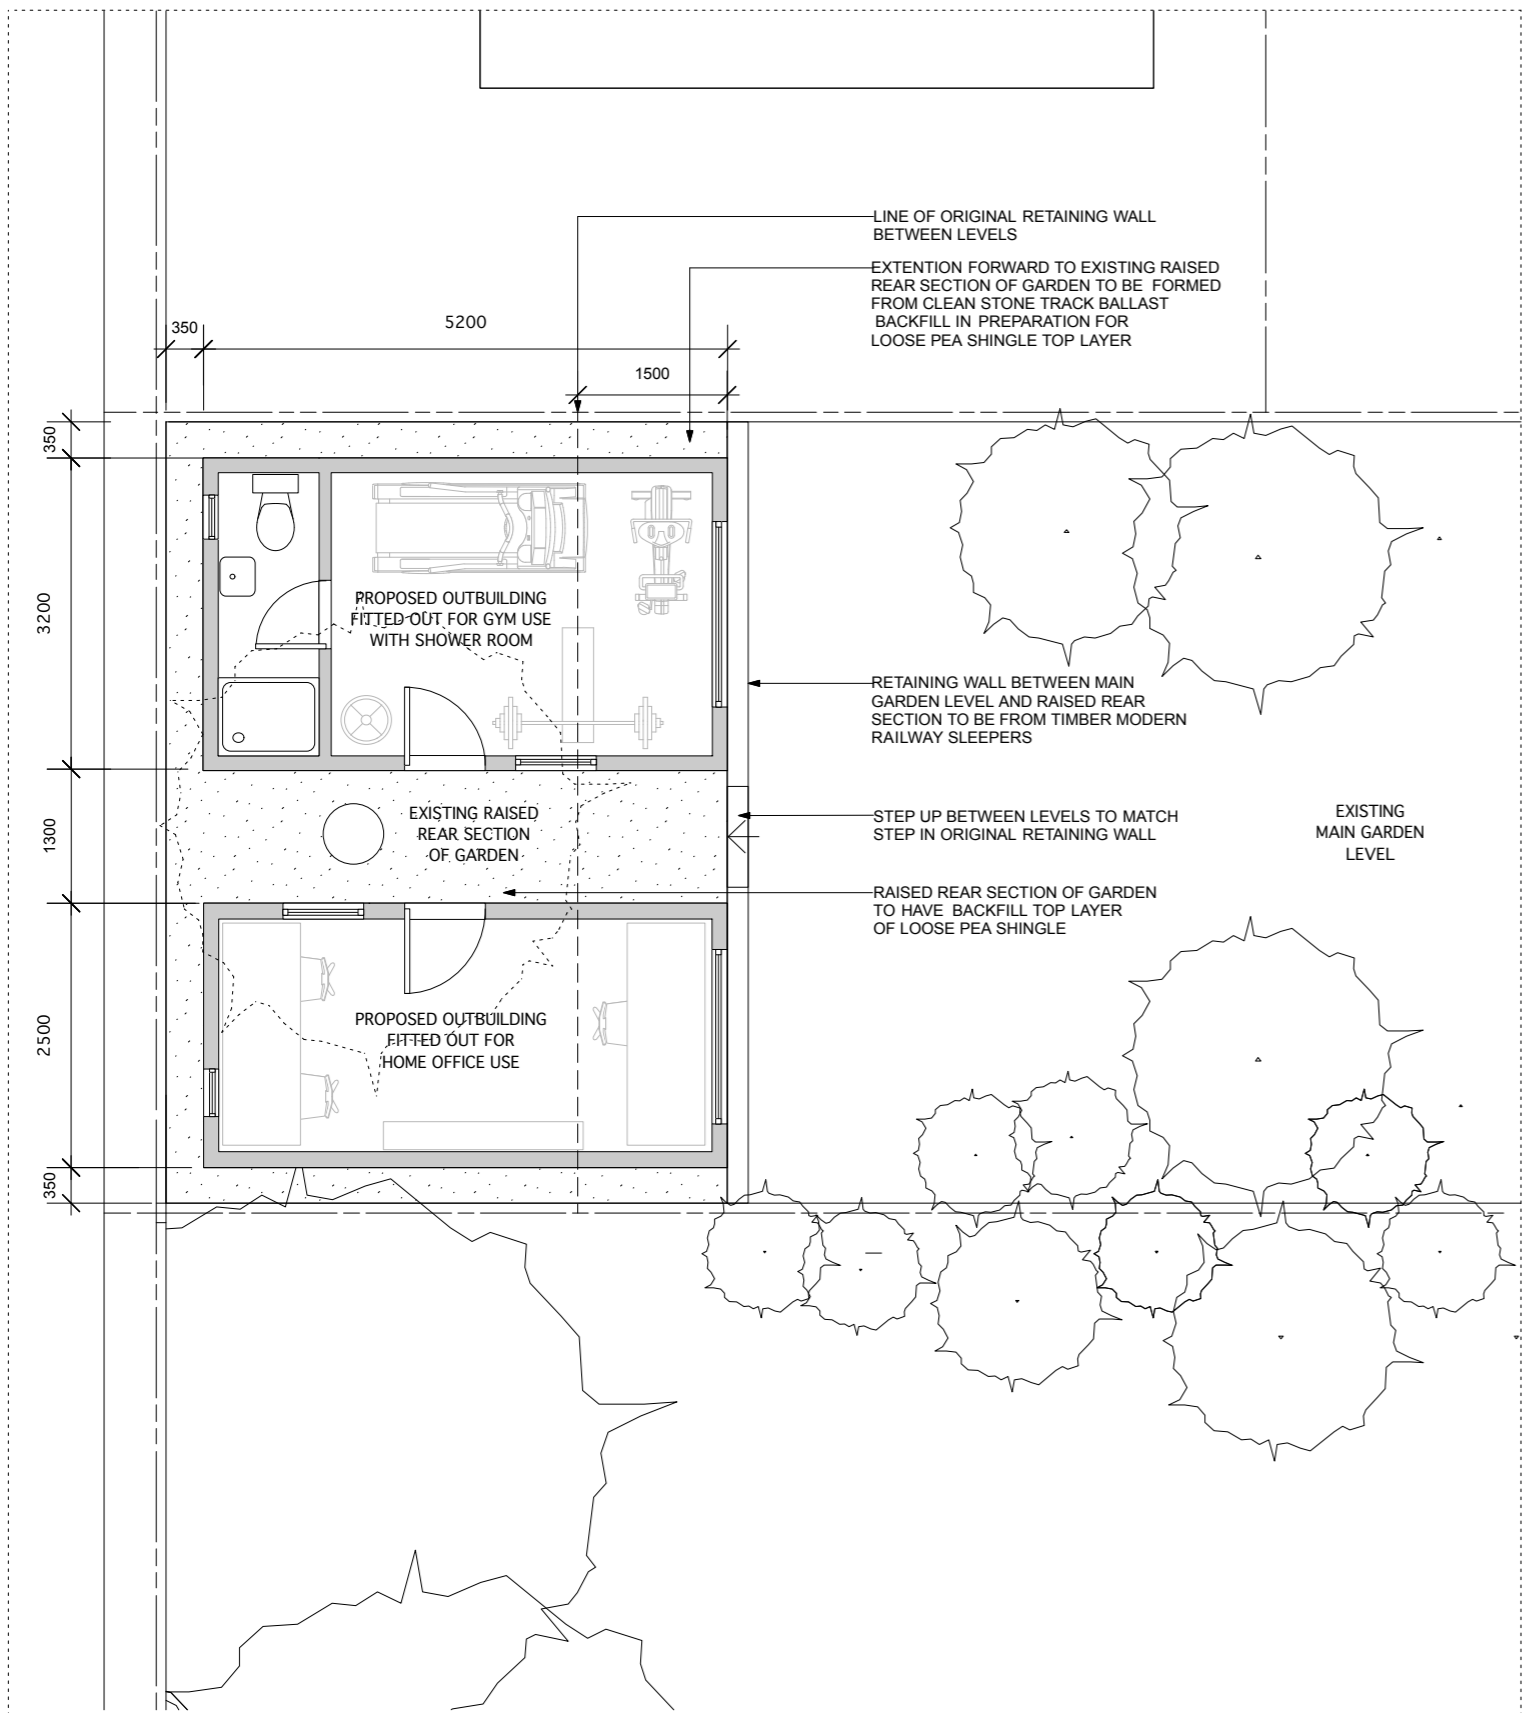 LINE OF ORIGINAL RETAINING WALL
BETWEEN LEVELS
EXTENTION FORWARD TO EXISTING RAISED
REAR SECTION OF GARDEN TO BE FORMED
FROM CLEAN STONE TRACK BALLAST
BACKFILL IN PREPARATION FOR
LOOSE PEA SHINGLE TOP LAYER
350
5200
1500
350
3200
PROPOSED OUTBUILDING
FITTED OUT FOR GYM USE
WITH SHOWER ROOM
RETAINING WALL BETWEEN MAIN
GARDEN LEVEL AND RAISED REAR
SECTION TO BE FROM TIMBER MODERN
RAILWAY SLEEPERS
1300
EXISTING RAISED
REAR SECTION
OF GARDEN
STEP UP BETWEEN LEVELS TO MATCH
STEP IN ORIGINAL RETAINING WALL
EXISTING
MAIN GARDEN
LEVEL
RAISED REAR SECTION OF GARDEN
TO HAVE BACKFILL TOP LAYER
OF LOOSE PEA SHINGLE
2500
PROPOSED OUTBUILDING
FITTED OUT FOR
HOME OFFICE USE
350